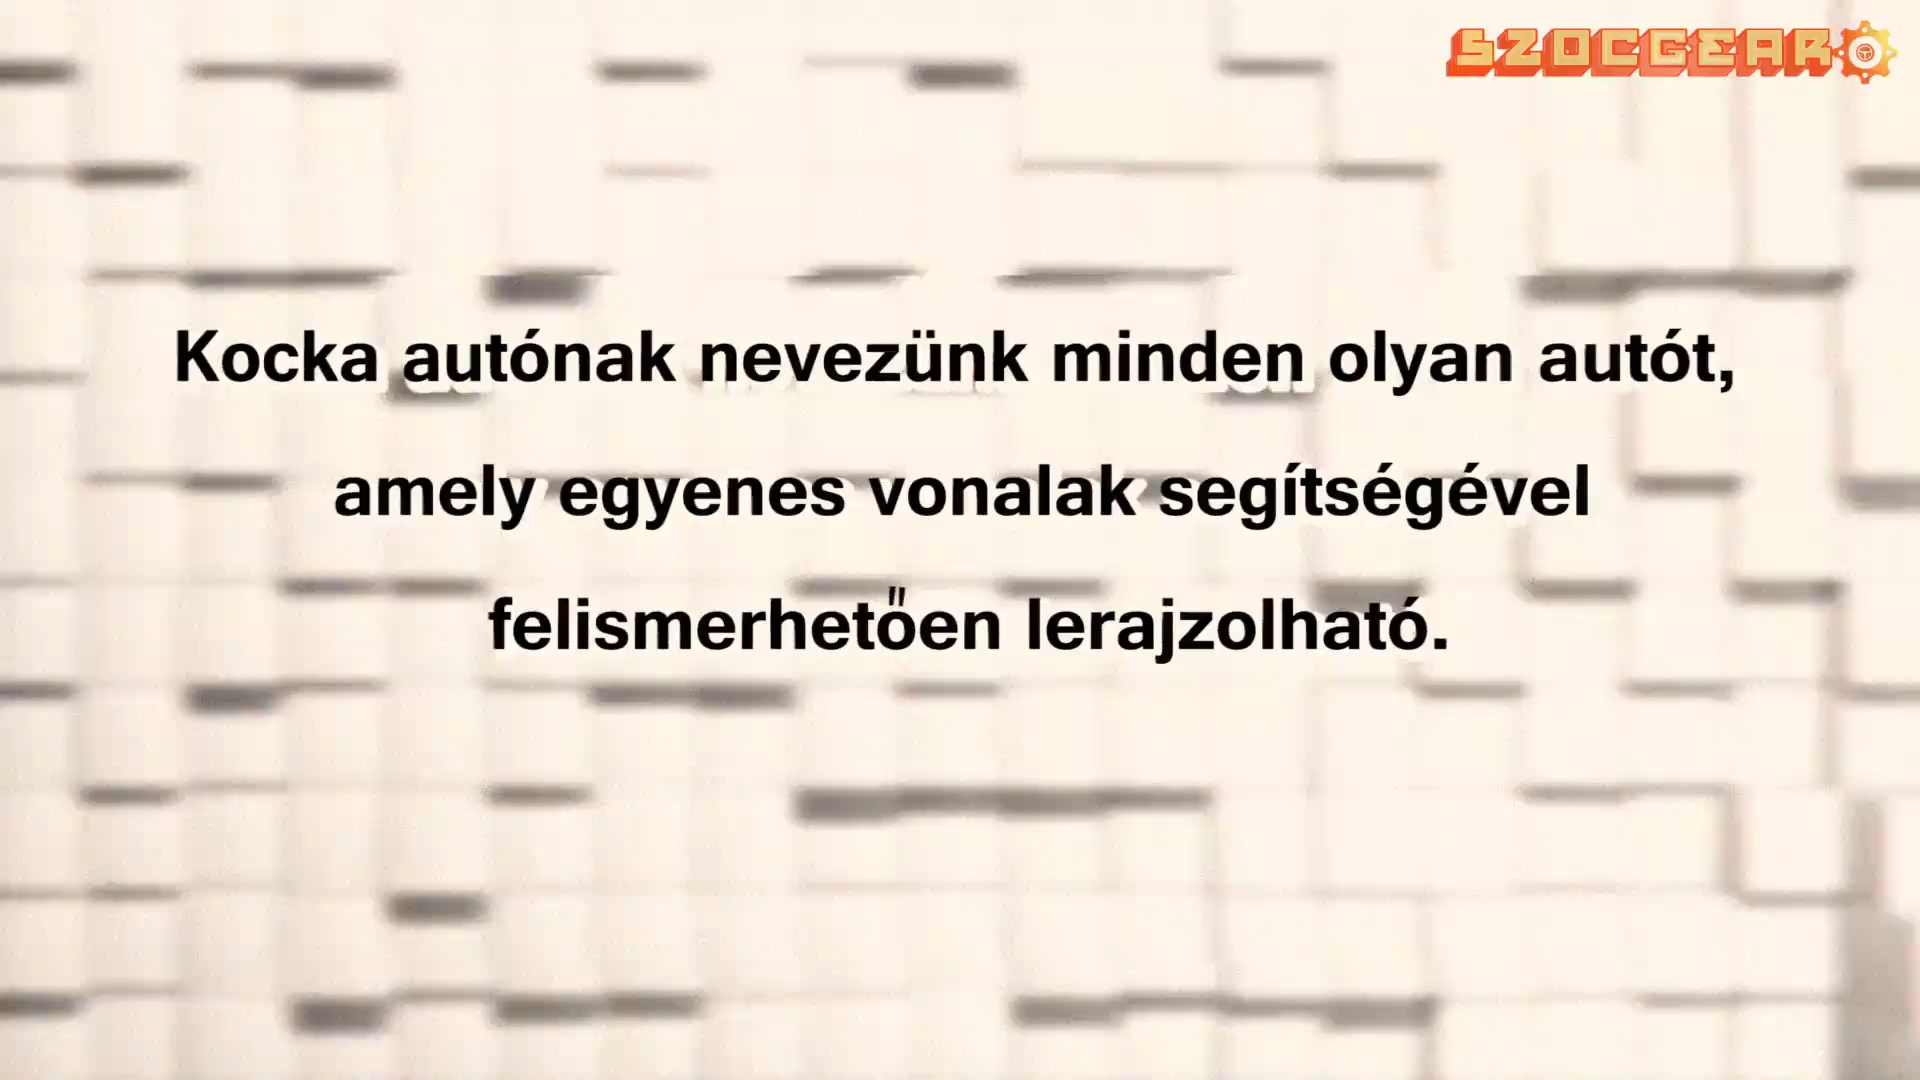 SZOCGEAR
Kocka autónak nevezünk minden olyan autót,
amely egyenes vonalak segítségével
felismerhetően lerajzolható.